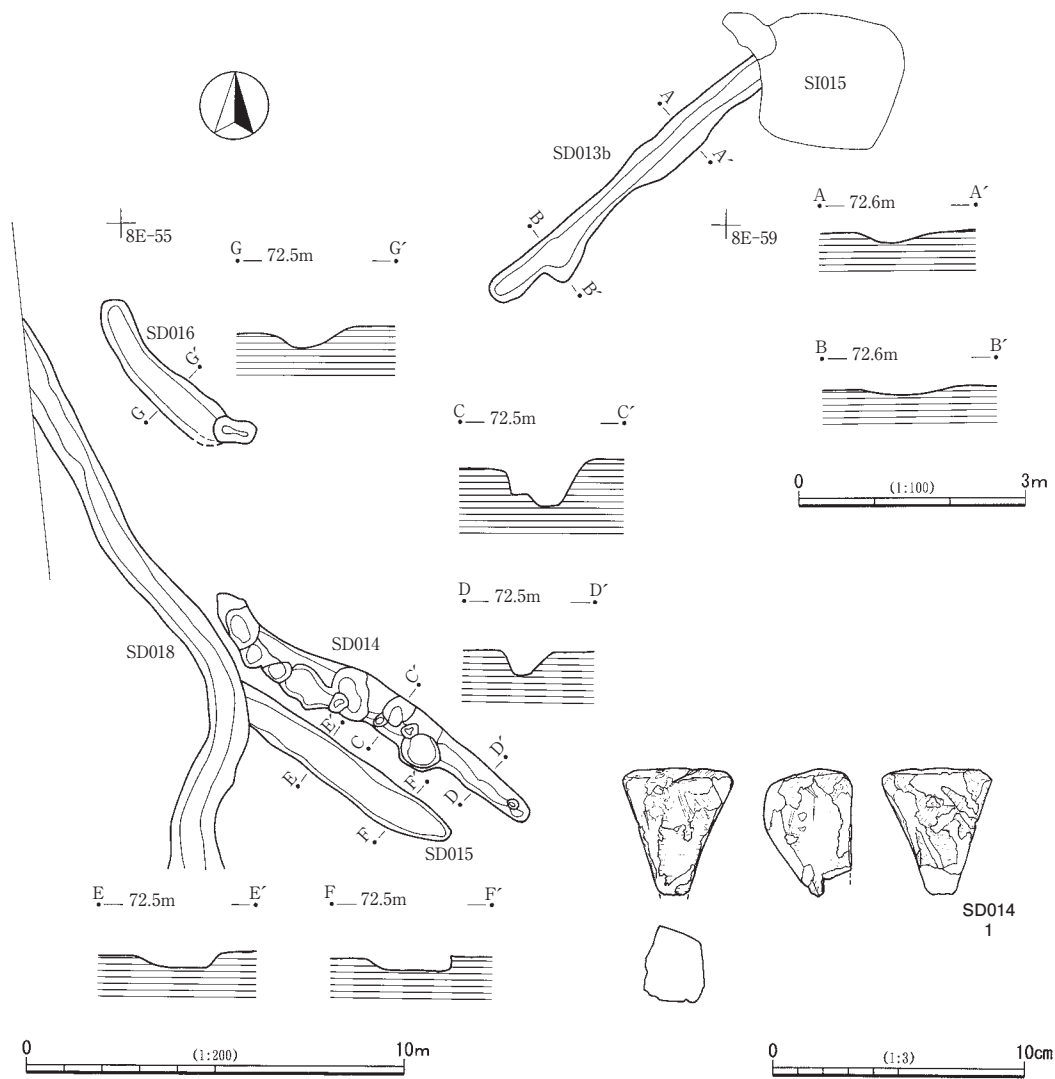 SI015
A
SD013b
A´
A
A´
72.6m
B
8E-55
8E-59
G
G´
72.5m
B´
SD016
G´
B
B´
72.6m
G
C
C´
72.5m
0
3m
(1:100)
D
D´
72.5m
SD014
SD018
C´
E´
C
D´
E
F´
D
F
SD015
E
E´
72.5m
F
F´
72.5m
SD014
1
0
10m
(1:200)
0
10cm
(1:3)